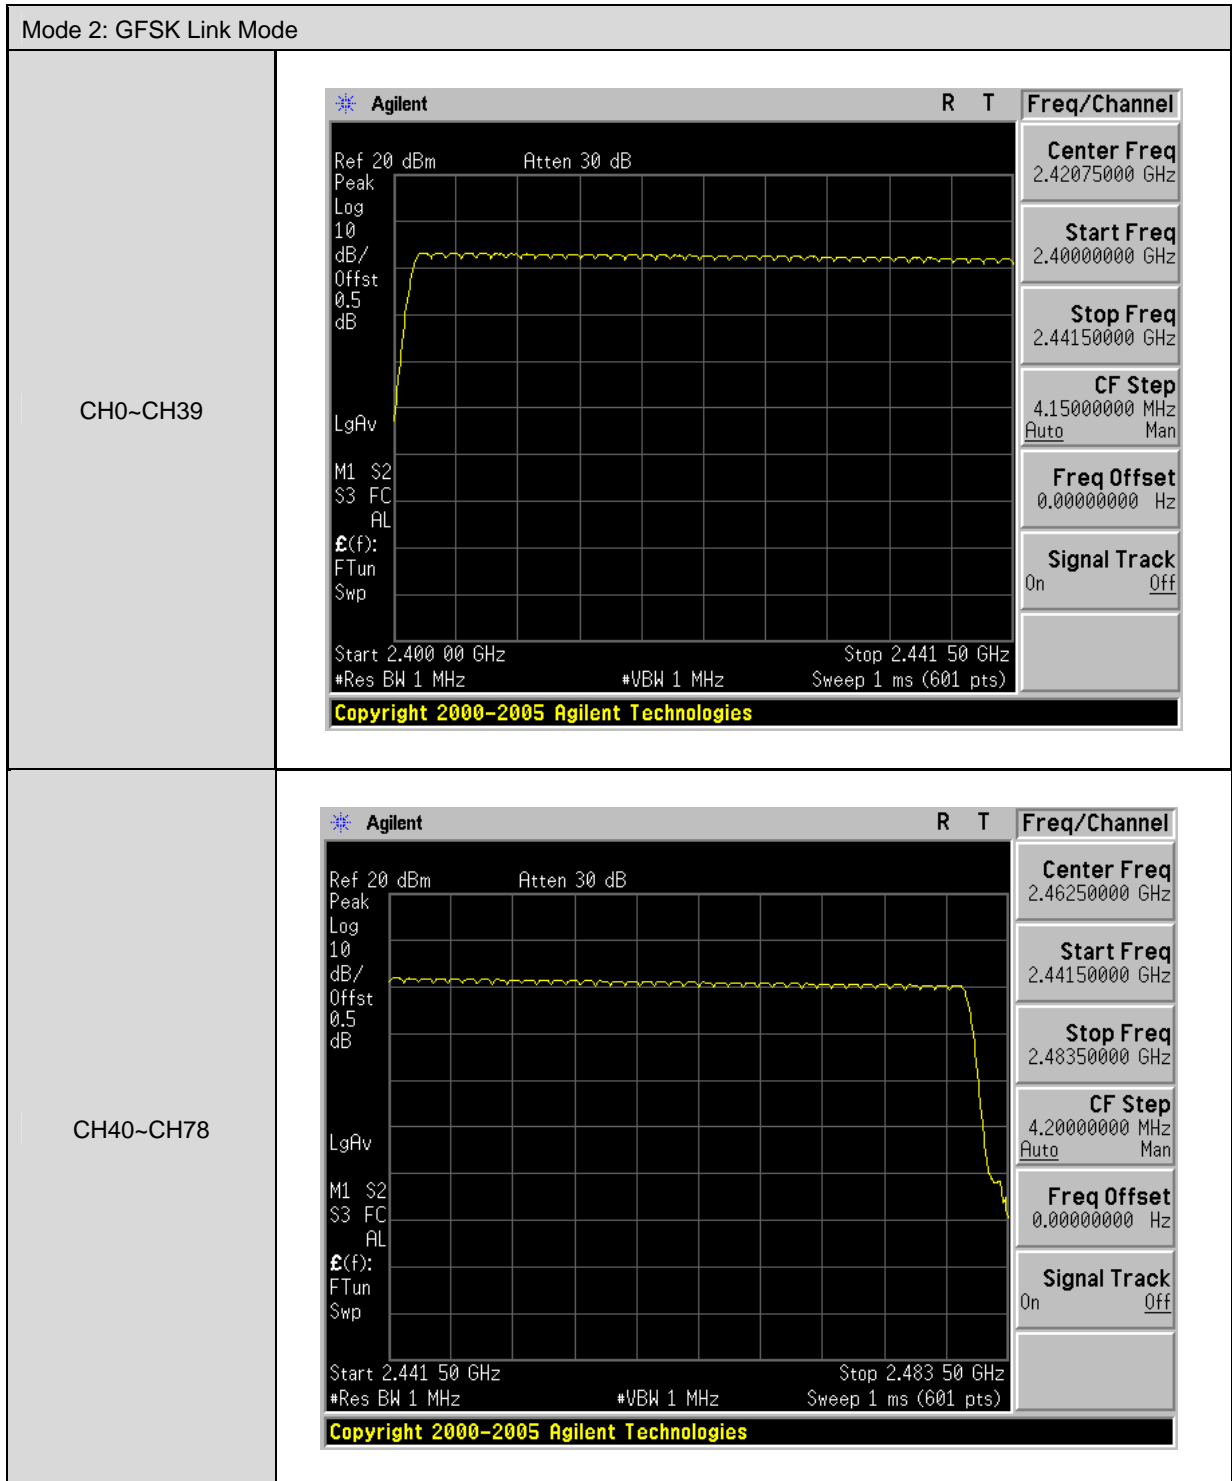 Mode 2: GFSK Link Mode
CH0~CH39
Agilent R T Freq/Channel
Ref 20 dBm Atten 30 dB
Peak
Log
10
dB/
Offst
0.5
dB
LgAv
M1 S2
S3 FC
AL
£(f):
FTun
Swp
Start 2.400 00 GHz Stop 2.441 50 GHz
#Res BW 1 MHz #VBW 1 MHz Sweep 1 ms (601 pts)
Copyright 2000-2005 Agilent Technologies
Center Freq
2.42075000 GHz
Start Freq
2.40000000 GHz
Stop Freq
2.44150000 GHz
CF Step
4.15000000 MHz
Auto Man
Freq Offset
0.00000000 Hz
Signal Track
On Off
CH40~CH78
Agilent R T Freq/Channel
Ref 20 dBm Atten 30 dB
Peak
Log
10
dB/
Offst
0.5
dB
LgAv
M1 S2
S3 FC
AL
£(f):
FTun
Swp
Start 2.441 50 GHz Stop 2.483 50 GHz
#Res BW 1 MHz #VBW 1 MHz Sweep 1 ms (601 pts)
Copyright 2000-2005 Agilent Technologies
Center Freq
2.46250000 GHz
Start Freq
2.44150000 GHz
Stop Freq
2.48350000 GHz
CF Step
4.20000000 MHz
Auto Man
Freq Offset
0.00000000 Hz
Signal Track
On Off